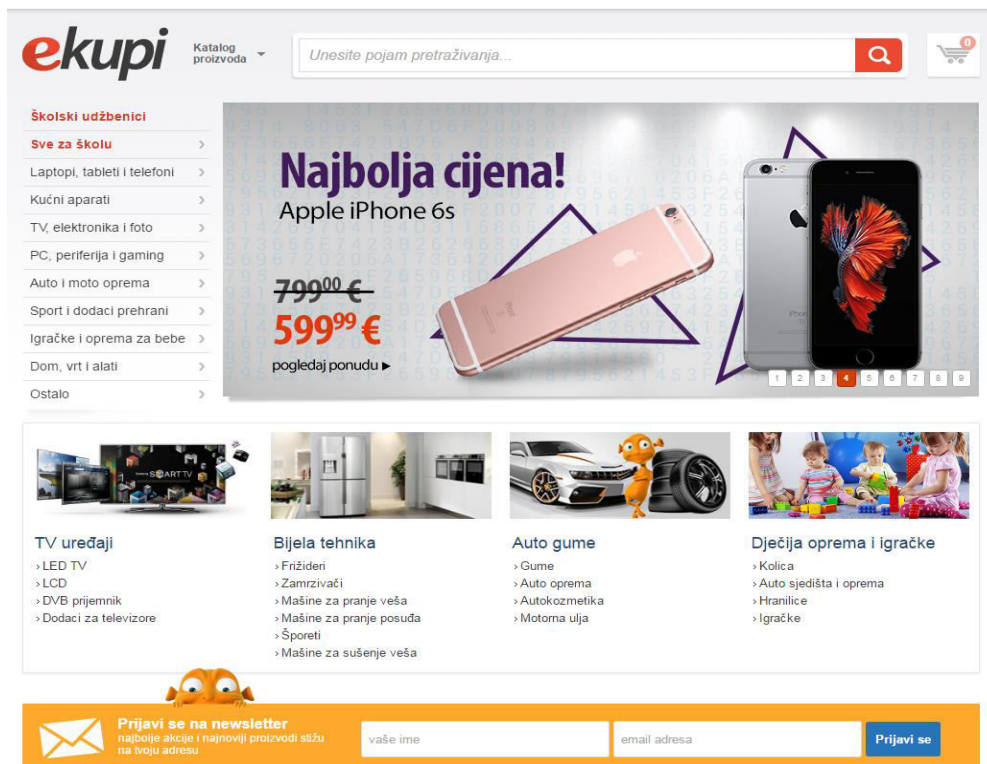 ekupi
Katalog
proizvoda
Unesite pojam pretraživanja...
0
Školski udžbenici
Sve za školu
Laptopi, tableti i telefoni
Kućni aparati
TV, elektronika i foto
PC, periferija i gaming
Auto i moto oprema
Sport i dodaci prehrani
Igračke i oprema za bebe
Dom, vrt i alati
Ostalo
Najbolja cijena!
Apple iPhone 6s
799⁰⁰ €
599⁹⁹ €
pogledaj ponudu ►
iPhone
1 2 3 4 5 6 7 8 9
SMART TV
TV uređaji
› LED TV
› LCD
› DVB prijemnik
› Dodaci za televizore
Bijela tehnika
› Frižideri
› Zamrzivači
› Mašine za pranje veša
› Mašine za pranje posuđa
› Šporeti
› Mašine za sušenje veša
Auto gume
› Gume
› Auto oprema
› Autokozmetika
› Motorna ulja
Dječija oprema i igračke
› Kolica
› Auto sjedišta i oprema
› Hranilice
› Igračke
Prijavi se na newsletter
najbolje akcije i najnoviji proizvodi stižu
na tvoju adresu
vaše ime
email adresa
Prijavi se